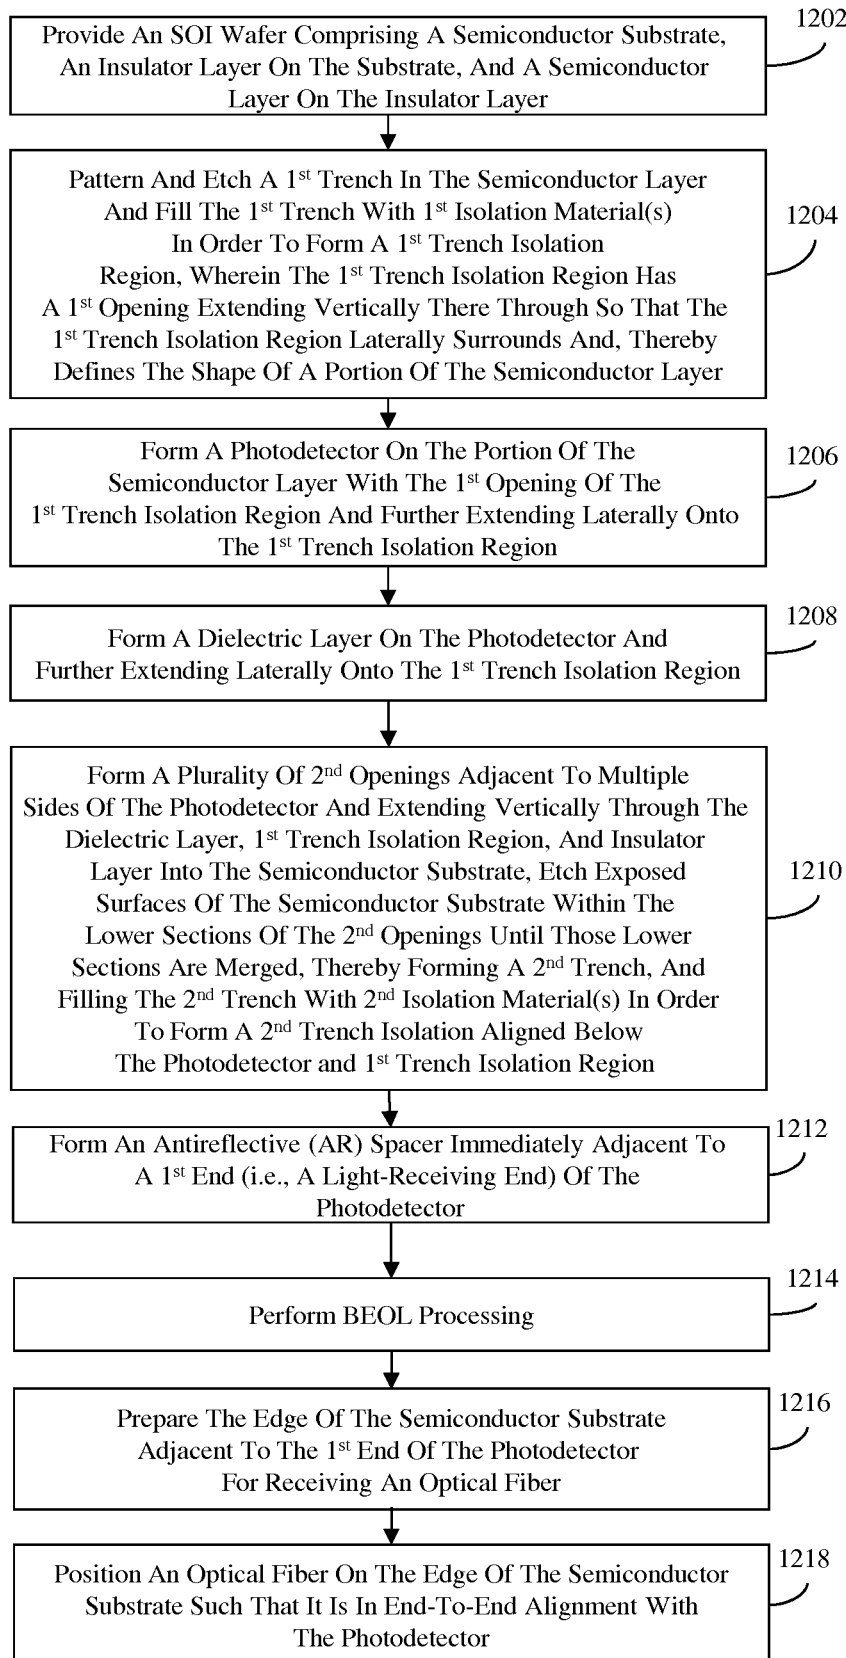 Provide An SOI Wafer Comprising A Semiconductor Substrate,
An Insulator Layer On The Substrate, And A Semiconductor
Layer On The Insulator Layer
1202
Pattern And Etch A 1st Trench In The Semiconductor Layer
And Fill The 1st Trench With 1st Isolation Material(s)
In Order To Form A 1st Trench Isolation
Region, Wherein The 1st Trench Isolation Region Has
A 1st Opening Extending Vertically There Through So That The
1st Trench Isolation Region Laterally Surrounds And, Thereby
Defines The Shape Of A Portion Of The Semiconductor Layer
1204
Form A Photodetector On The Portion Of The
Semiconductor Layer With The 1st Opening Of The
1st Trench Isolation Region And Further Extending Laterally Onto
The 1st Trench Isolation Region
1206
Form A Dielectric Layer On The Photodetector And
Further Extending Laterally Onto The 1st Trench Isolation Region
1208
Form A Plurality Of 2nd Openings Adjacent To Multiple
Sides Of The Photodetector And Extending Vertically Through The
Dielectric Layer, 1st Trench Isolation Region, And Insulator
Layer Into The Semiconductor Substrate, Etch Exposed
Surfaces Of The Semiconductor Substrate Within The
Lower Sections Of The 2nd Openings Until Those Lower
Sections Are Merged, Thereby Forming A 2nd Trench, And
Filling The 2nd Trench With 2nd Isolation Material(s) In Order
To Form A 2nd Trench Isolation Aligned Below
The Photodetector and 1st Trench Isolation Region
1210
Form An Antireflective (AR) Spacer Immediately Adjacent To
A 1st End (i.e., A Light-Receiving End) Of The
Photodetector
1212
Perform BEOL Processing
1214
Prepare The Edge Of The Semiconductor Substrate
Adjacent To The 1st End Of The Photodetector
For Receiving An Optical Fiber
1216
Position An Optical Fiber On The Edge Of The Semiconductor
Substrate Such That It Is In End-To-End Alignment With
The Photodetector
1218